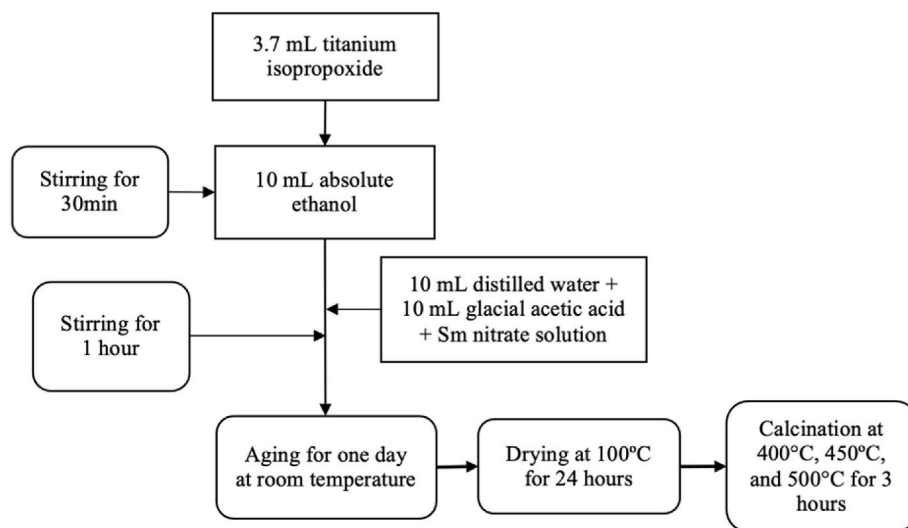 3.7 mL titanium
isopropoxide
Stirring for
30min
10 mL absolute
ethanol
10 mL distilled water +
10 mL glacial acetic acid
+ Sm nitrate solution
Stirring for
1 hour
Aging for one day
at room temperature
Drying at 100ºC
for 24 hours
Calcination at
400°C, 450ºC,
and 500°C for 3
hours